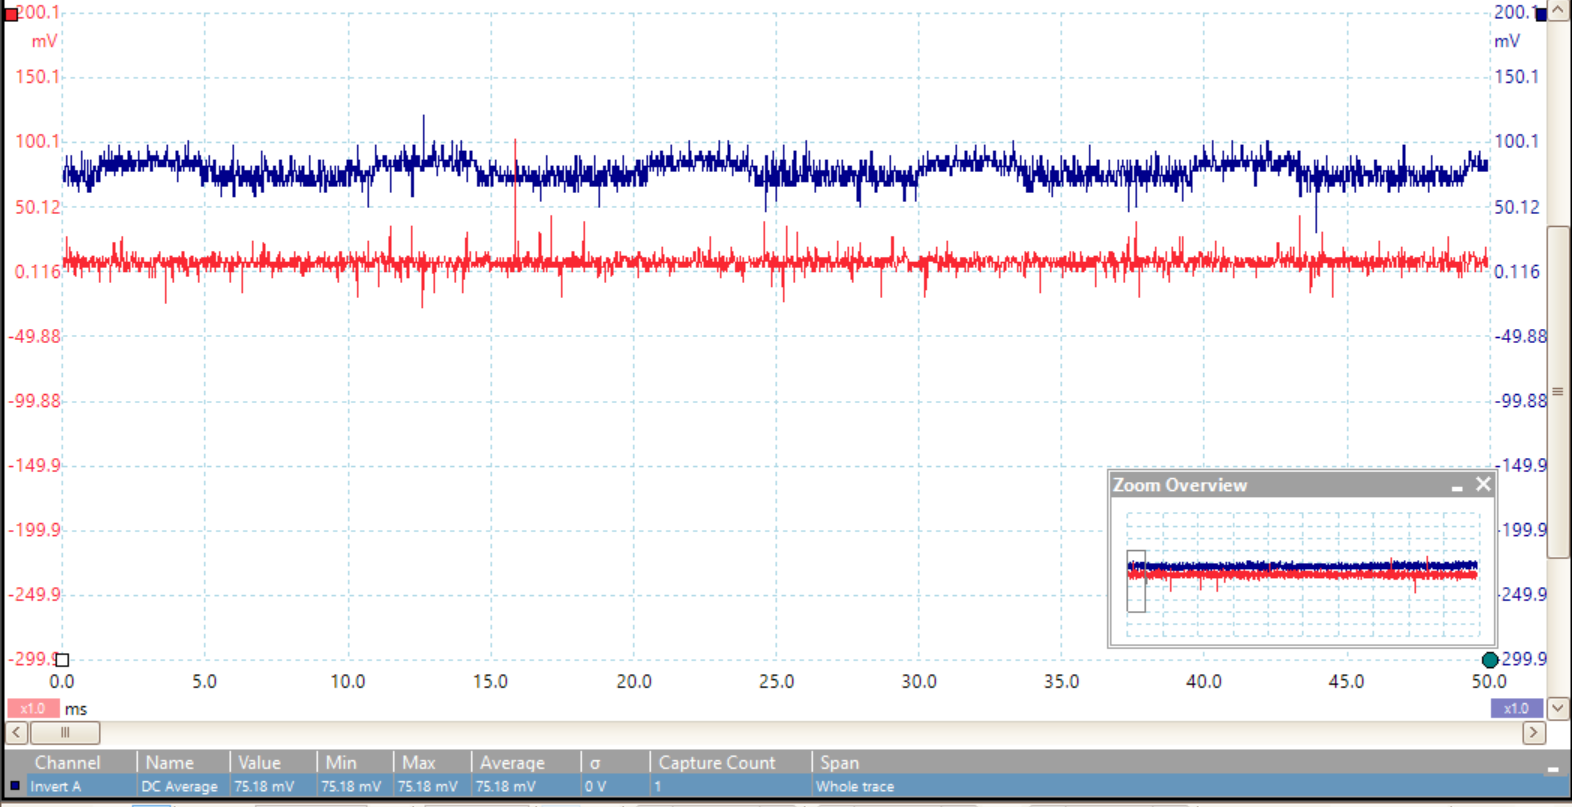 200.1 200.1
mV mV
150.1 150.1
100.1 100.1
50.12 50.12
0.116 0.116
-49.88 -49.88
-99.88 -99.88
-149.9 -149.9
Zoom Overview
-199.9 -199.9
-249.9 -249.9
-299.9 -299.9
0.0 5.0 10.0 15.0 20.0 25.0 30.0 35.0 40.0 45.0 50.0
x1.0 ms x1.0
Channel Name Value Min Max Average σ Capture Count Span
Invert A DC Average 75.18 mV 75.18 mV 75.18 mV 75.18 mV 0 V 1 Whole trace